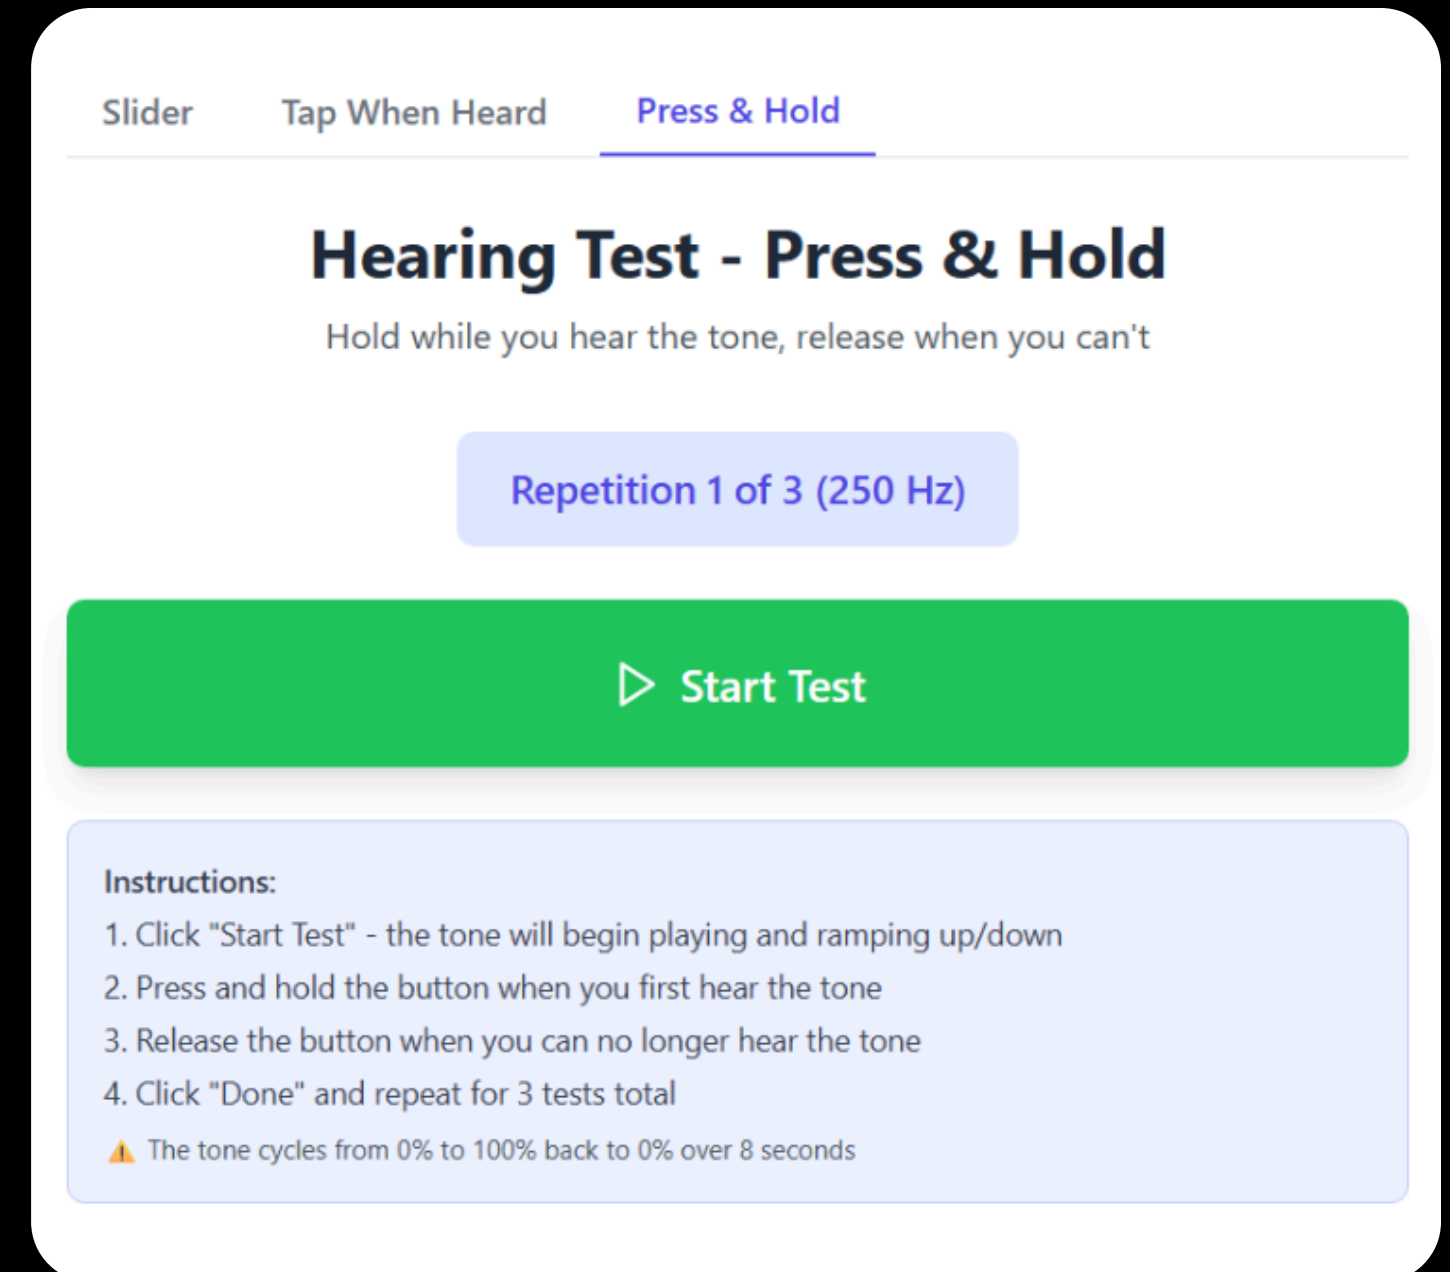 Slider
Tap When Heard
Press & Hold
Hearing Test - Press & Hold
Hold while you hear the tone, release when you can't
Repetition 1 of 3 (250 Hz)
Start Test
Instructions:
1. Click "Start Test" - the tone will begin playing and ramping up/down
2. Press and hold the button when you first hear the tone
3. Release the button when you can no longer hear the tone
4. Click "Done" and repeat for 3 tests total
⚠️ The tone cycles from 0% to 100% back to 0% over 8 seconds